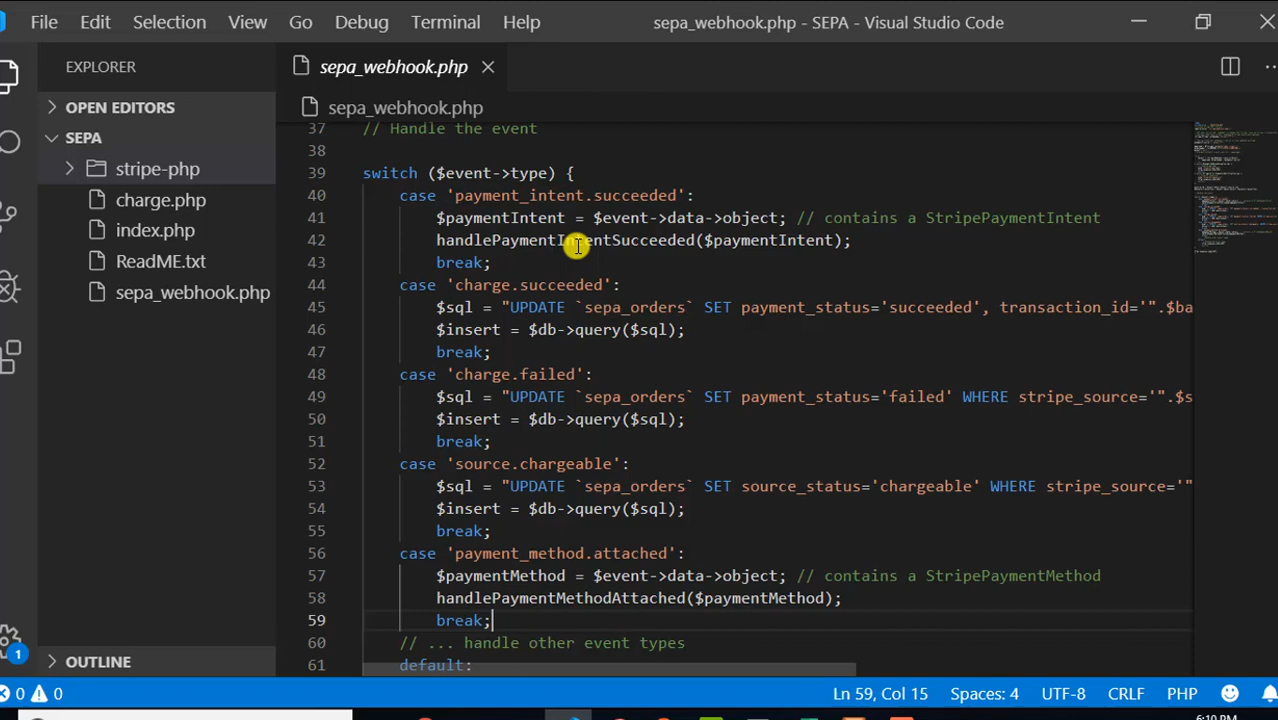 File Edit Selection View Go Debug Terminal Help sepa_webhook.php - SEPA - Visual Studio Code
EXPLORER
OPEN EDITORS
SEPA
stripe-php
charge.php
index.php
ReadME.txt
sepa_webhook.php
OUTLINE
1
sepa_webhook.php
sepa_webhook.php
37 // Handle the event
38
39 switch ($event->type) {
40 case 'payment_intent.succeeded':
41 $paymentIntent = $event->data->object; // contains a StripePaymentIntent
42 handlePaymentIntentSucceeded($paymentIntent);
43 break;
44 case 'charge.succeeded':
45 $sql = "UPDATE `sepa_orders` SET payment_status='succeeded', transaction_id='".$ba
46 $insert = $db->query($sql);
47 break;
48 case 'charge.failed':
49 $sql = "UPDATE `sepa_orders` SET payment_status='failed' WHERE stripe_source='".$s
50 $insert = $db->query($sql);
51 break;
52 case 'source.chargeable':
53 $sql = "UPDATE `sepa_orders` SET source_status='chargeable' WHERE stripe_source='"
54 $insert = $db->query($sql);
55 break;
56 case 'payment_method.attached':
57 $paymentMethod = $event->data->object; // contains a StripePaymentMethod
58 handlePaymentMethodAttached($paymentMethod);
59 break;
60 // ... handle other event types
61 default:
0 0 Ln 59, Col 15 Spaces: 4 UTF-8 CRLF PHP